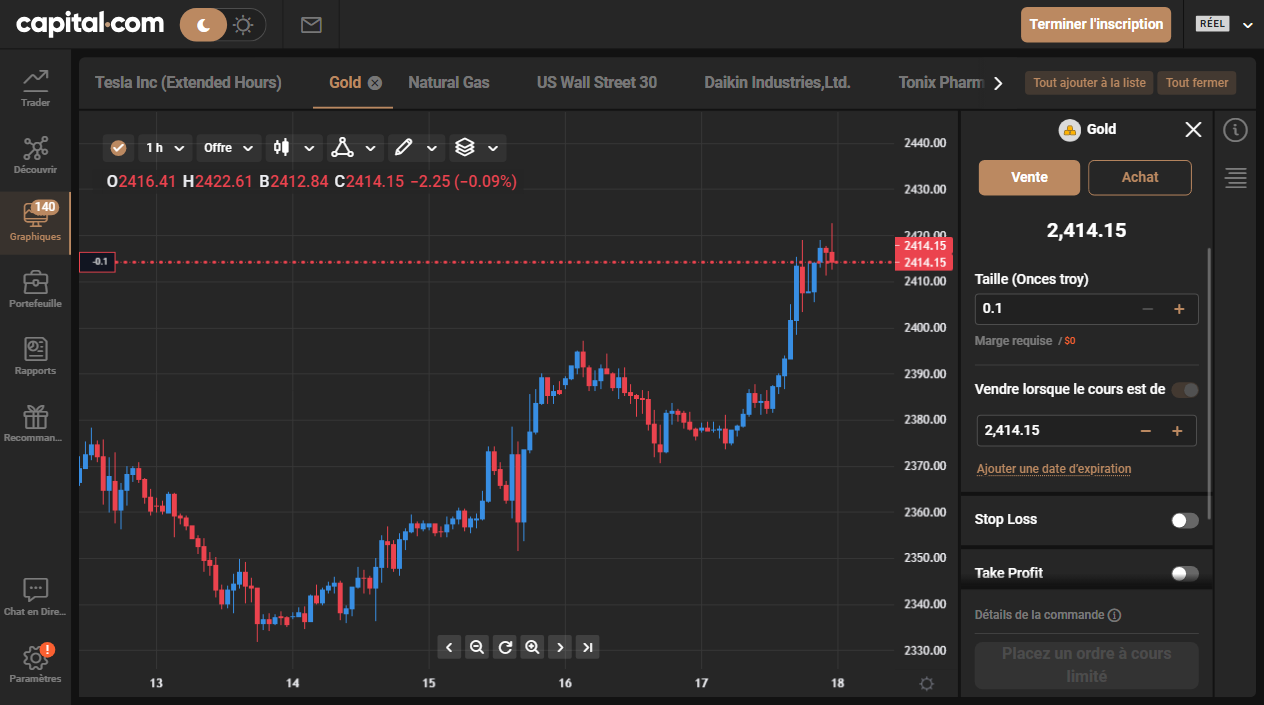 capital.com
Terminer l'inscription
RÉEL
Trader
Découvrir
140
Graphiques
Portefeuille
Rapports
Recomman...
Chat en Dire...
!
Paramètres
Tesla Inc (Extended Hours)
Gold
Natural Gas
US Wall Street 30
Daikin Industries,Ltd.
Tonix Pharm
Tout ajouter à la liste
Tout fermer
1 h
Offre
O2416.41 H2422.61 B2412.84 C2414.15 −2.25 (−0.09%)
-0.1
2440.00
2430.00
2420.00
2414.15
2414.15
2410.00
2400.00
2390.00
2380.00
2370.00
2360.00
2350.00
2340.00
2330.00
13 14 15 16 17 18
Gold
Vente
Achat
2,414.15
Taille (Onces troy)
0.1
Marge requise / $0
Vendre lorsque le cours est de
2,414.15
Ajouter une date d'expiration
Stop Loss
Take Profit
Détails de la commande
Placez un ordre à cours
limité